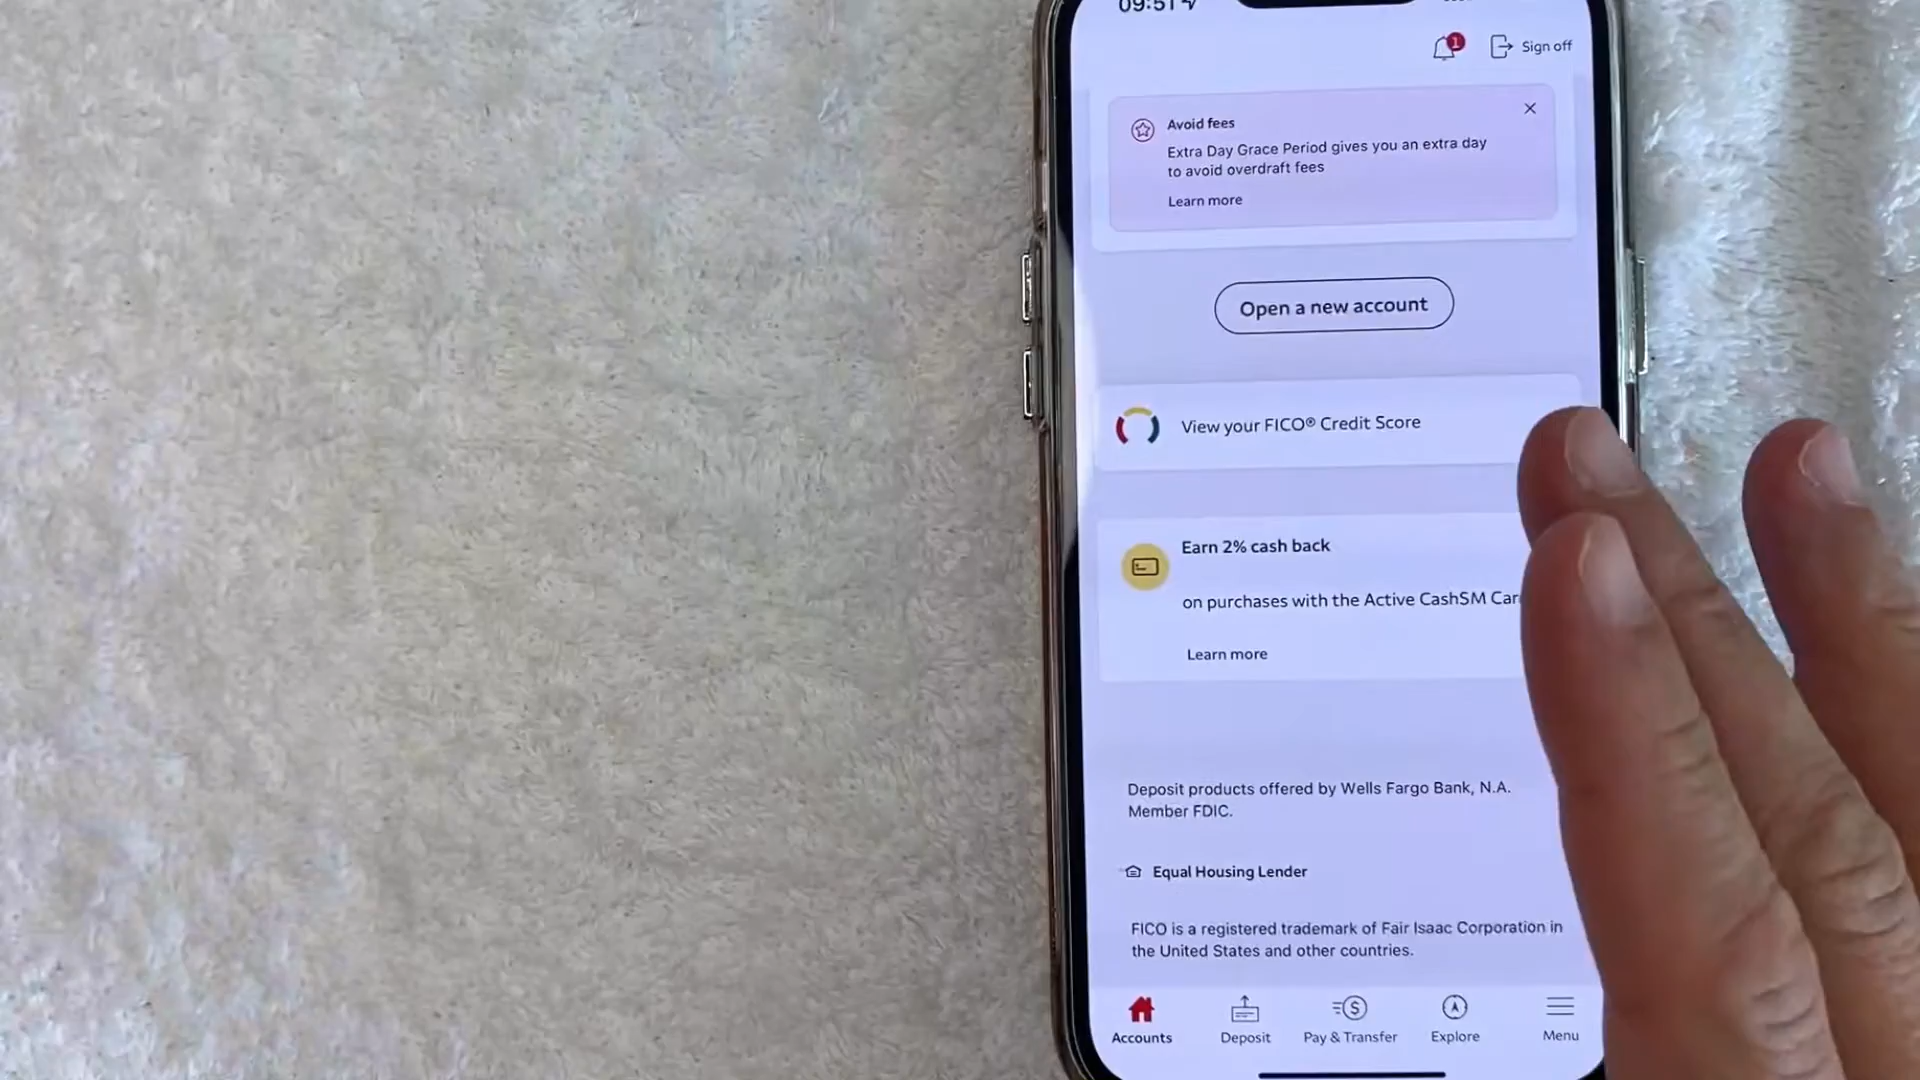 09:51
1
Sign off
Avoid fees
Extra Day Grace Period gives you an extra day
to avoid overdraft fees
Learn more
Open a new account
View your FICO® Credit Score
Earn 2% cash back
on purchases with the Active CashSM Car
Learn more
Deposit products offered by Wells Fargo Bank, N.A.
Member FDIC.
Equal Housing Lender
FICO is a registered trademark of Fair Isaac Corporation in
the United States and other countries.
Accounts
Deposit
Pay & Transfer
Explore
Menu